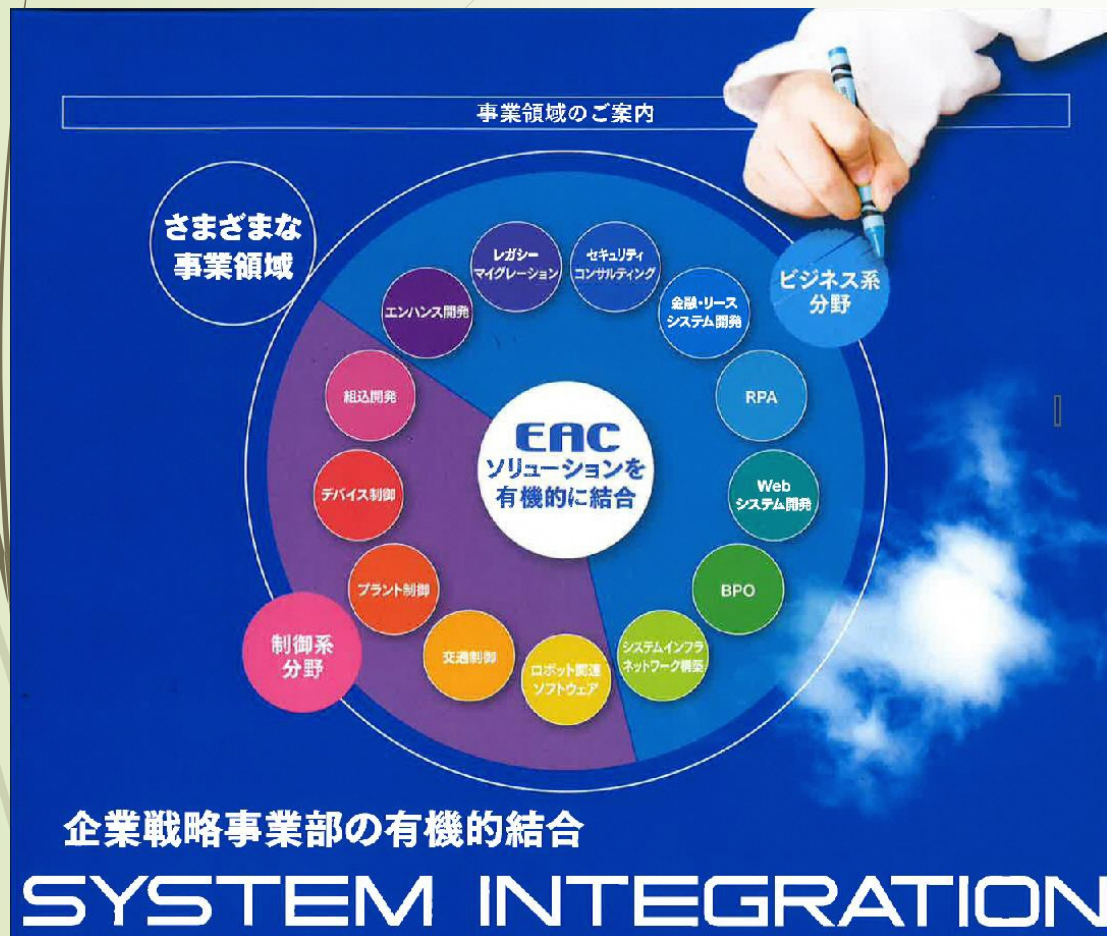 事業領域のご案内
さまざまな
事業領域
レガシー
マイグレーション
セキュリティ
コンサルティング
エンハンス開発
金融・リース
システム開発
ビジネス系
分野
組込開発
RPA
EAC
ソリューションを
有機的に結合
デバイス制御
Web
システム開発
プラント制御
BPO
制御系
分野
交通制御
ロボット関連
ソフトウェア
システムインフラ
ネットワーク構築
企業戦略事業部の有機的結合
SYSTEM INTEGRATION